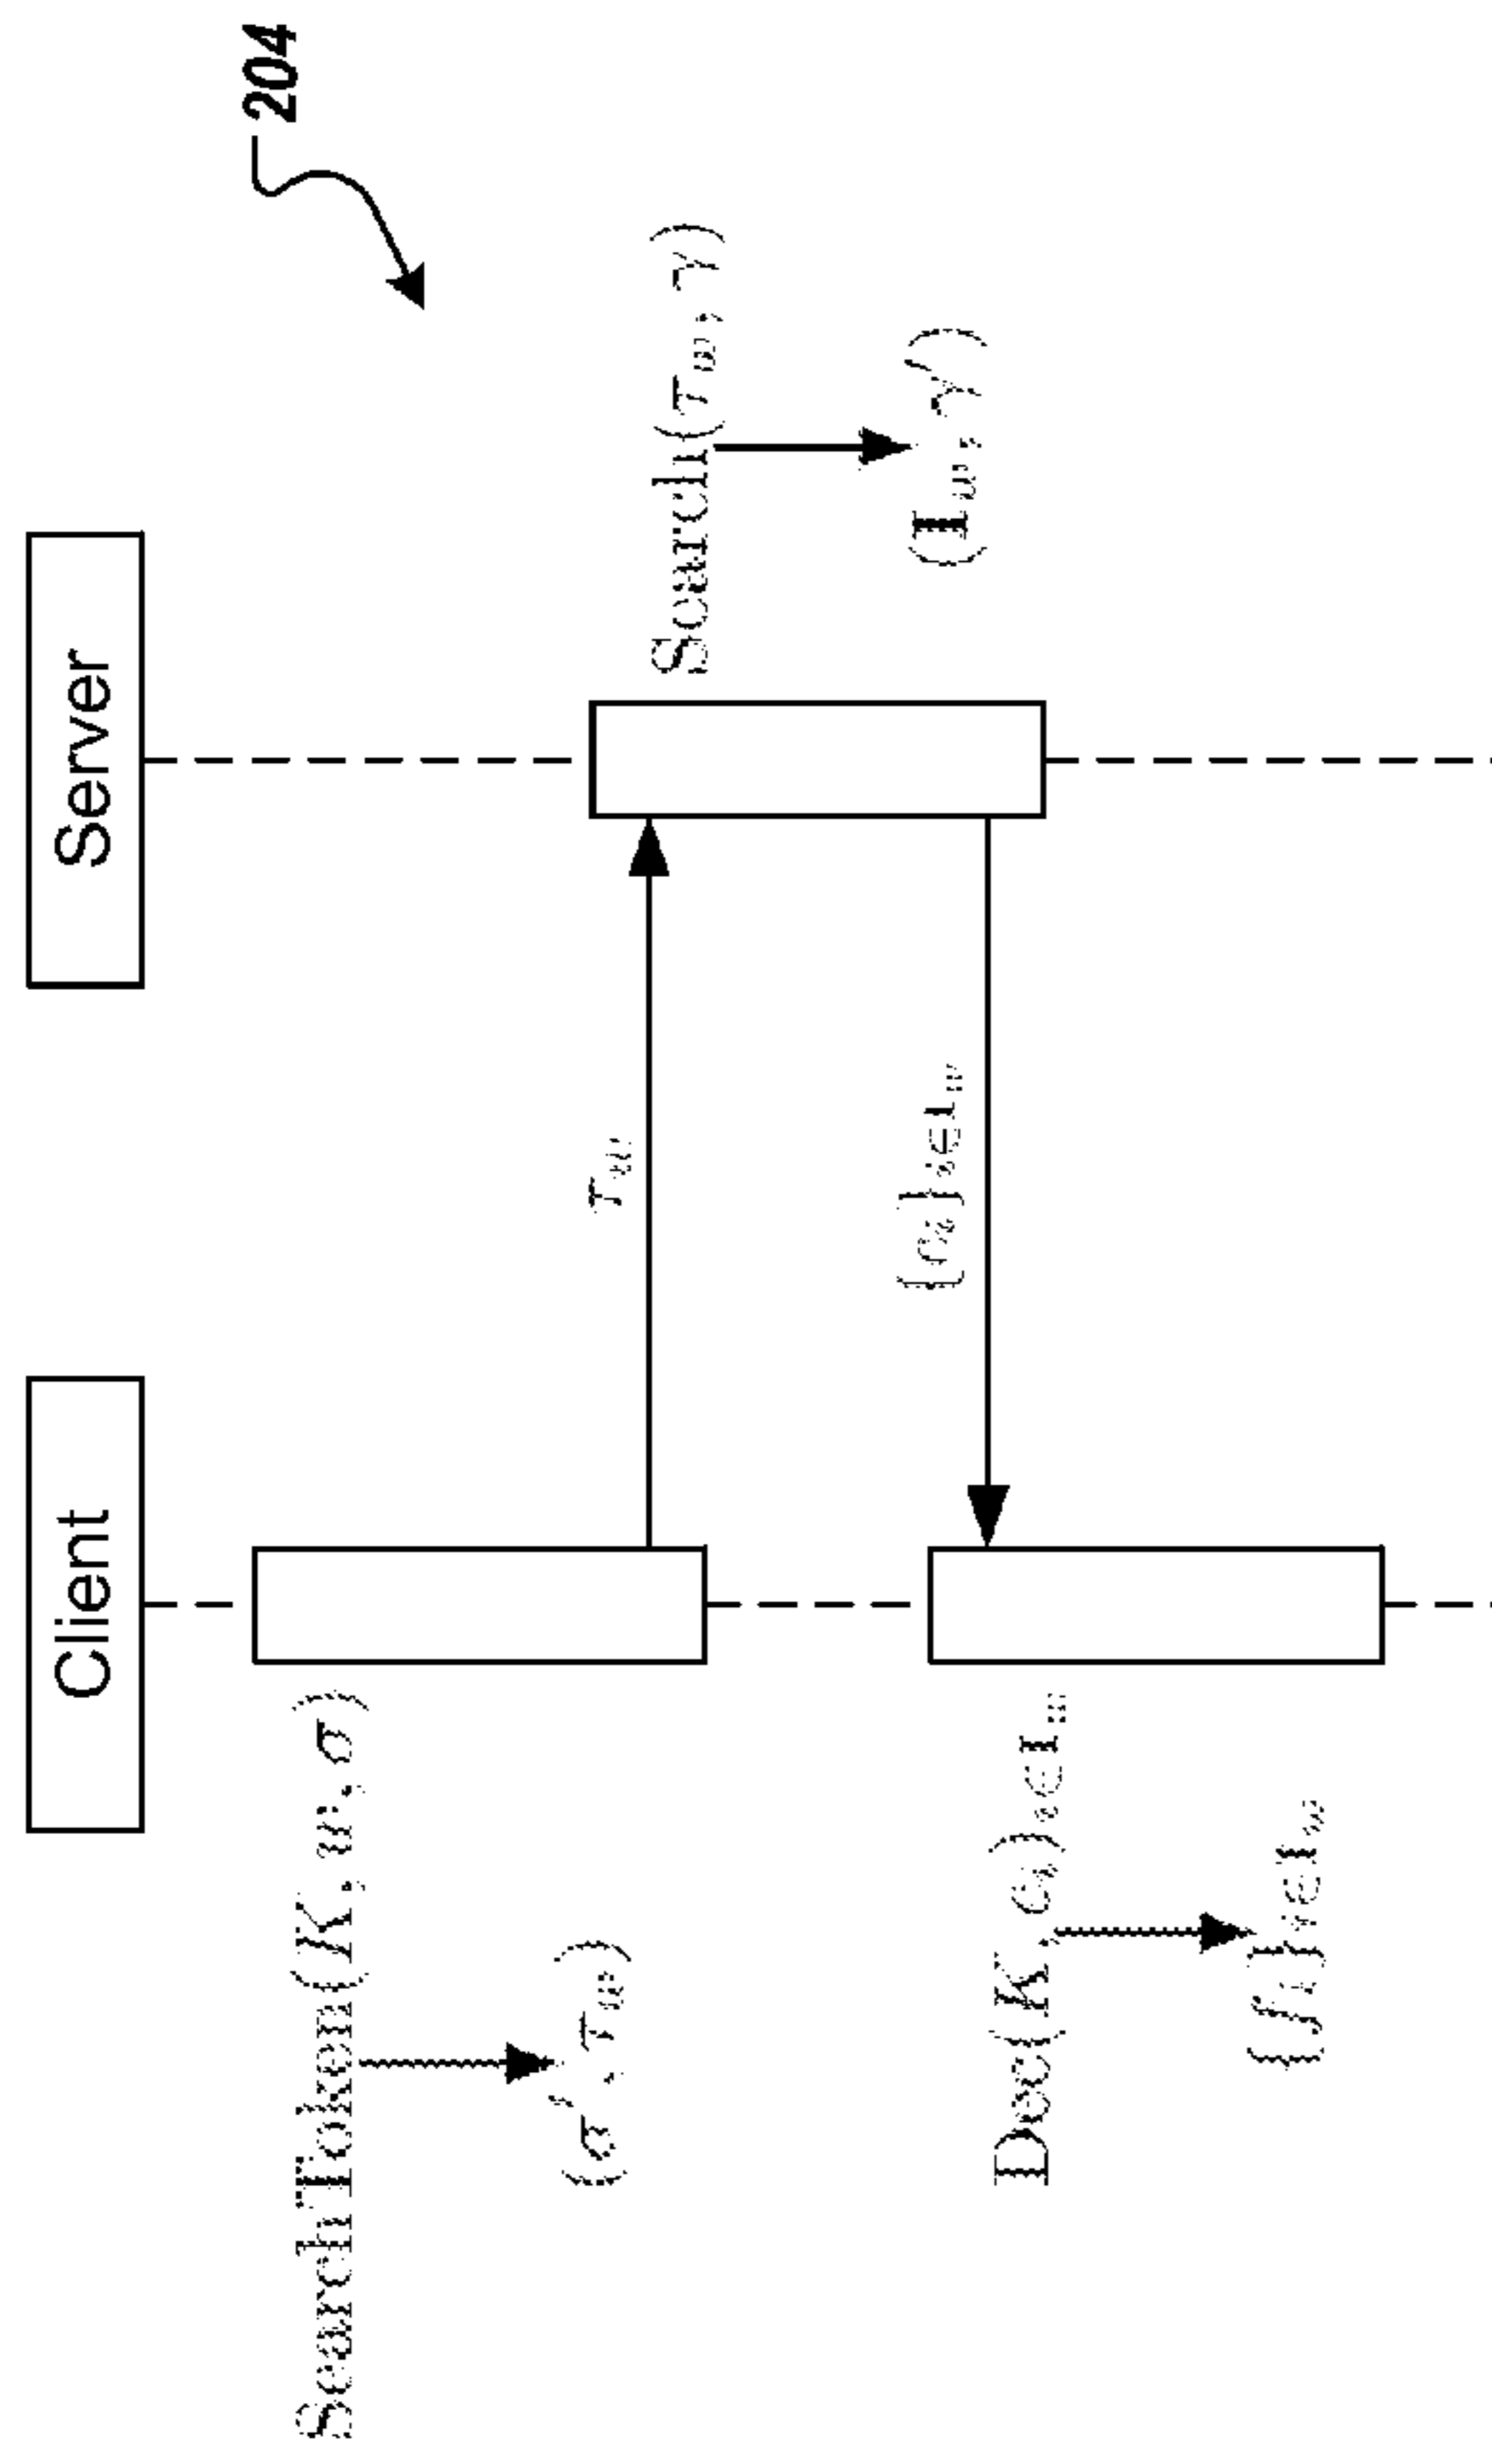 204
Client
Server
SearchToken(K, w, σ)
(σ′, τ_w)
τ_w
Search(τ_w, γ)
(I_w, γ′)
{c_i}_{i∈I_w}
Dec(K, c_i)_{i∈I_w}
{f_i}_{i∈I_w}